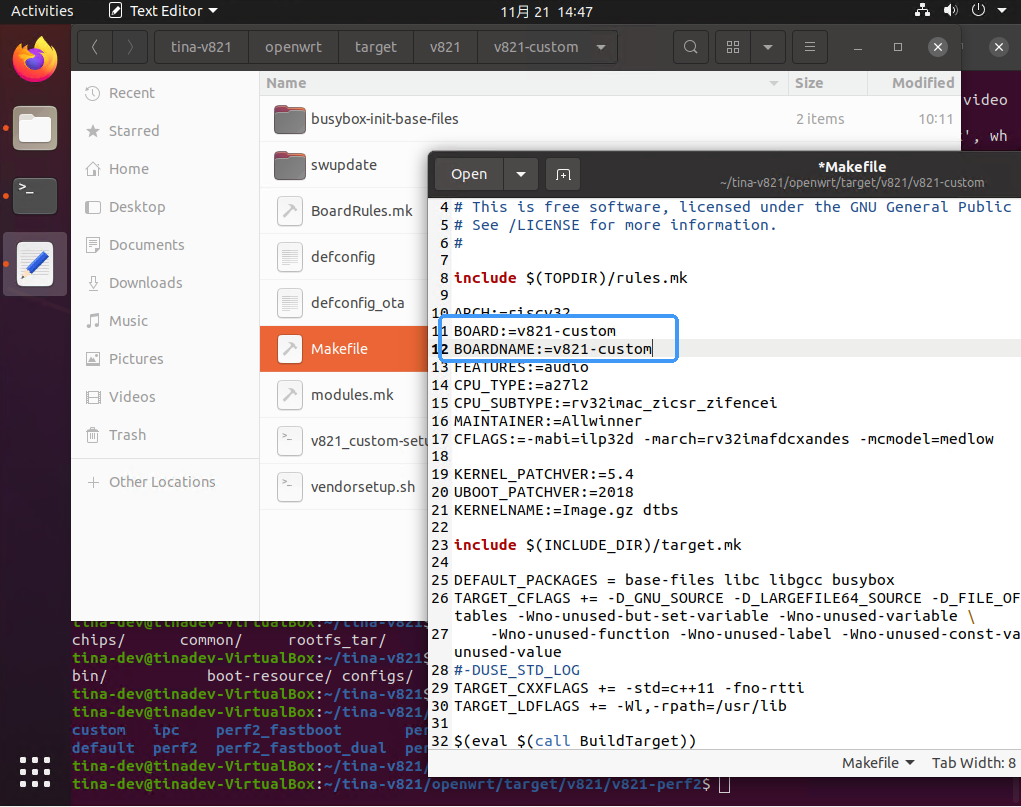 Activities
Text Editor
11月 21 14:47
tina-v821
openwrt
target
v821
v821-custom
Recent
Starred
Home
Desktop
Documents
Downloads
Music
Pictures
Videos
Trash
Other Locations
Name
Size
Modified
busybox-init-base-files
2 items
10:11
swupdate
BoardRules.mk
defconfig
defconfig_ota
Makefile
modules.mk
v821_custom-setu
vendorsetup.sh
video
', wh
Open
*Makefile
~/tina-v821/openwrt/target/v821/v821-custom
4 # This is free software, licensed under the GNU General Public
5 # See /LICENSE for more information.
6 #
7
8 include $(TOPDIR)/rules.mk
9
10 ARCH:=riscv32
11 BOARD:=v821-custom
12 BOARDNAME:=v821-custom
13 FEATURES:=audio
14 CPU_TYPE:=a27l2
15 CPU_SUBTYPE:=rv32imac_zicsr_zifencei
16 MAINTAINER:=Allwinner
17 CFLAGS:=-mabi=ilp32d -march=rv32imafdcxandes -mcmodel=medlow
18
19 KERNEL_PATCHVER:=5.4
20 UBOOT_PATCHVER:=2018
21 KERNELNAME:=Image.gz dtbs
22
23 include $(INCLUDE_DIR)/target.mk
24
25 DEFAULT_PACKAGES = base-files libc libgcc busybox
26 TARGET_CFLAGS += -D_GNU_SOURCE -D_LARGEFILE64_SOURCE -D_FILE_OF
tables -Wno-unused-but-set-variable -Wno-unused-variable \
27 -Wno-unused-function -Wno-unused-label -Wno-unused-const-va
unused-value
28 #-DUSE_STD_LOG
29 TARGET_CXXFLAGS += -std=c++11 -fno-rtti
30 TARGET_LDFLAGS += -Wl,-rpath=/usr/lib
31
32 $(eval $(call BuildTarget))
Makefile
Tab Width: 8
tina-dev@tinadev-VirtualBox:~/tina-v821$
chips/ common/ rootfs_tar/
tina-dev@tinadev-VirtualBox:~/tina-v821$
bin/ boot-resource/ configs/
tina-dev@tinadev-VirtualBox:~/tina-v821$
tina-dev@tinadev-VirtualBox:~/tina-v821/
custom ipc perf2_fastboot per
default perf2 perf2_fastboot_dual per
tina-dev@tinadev-VirtualBox:~/tina-v821/
tina-dev@tinadev-VirtualBox:~/tina-v821/openwrt/target/v821/v821-perf2$